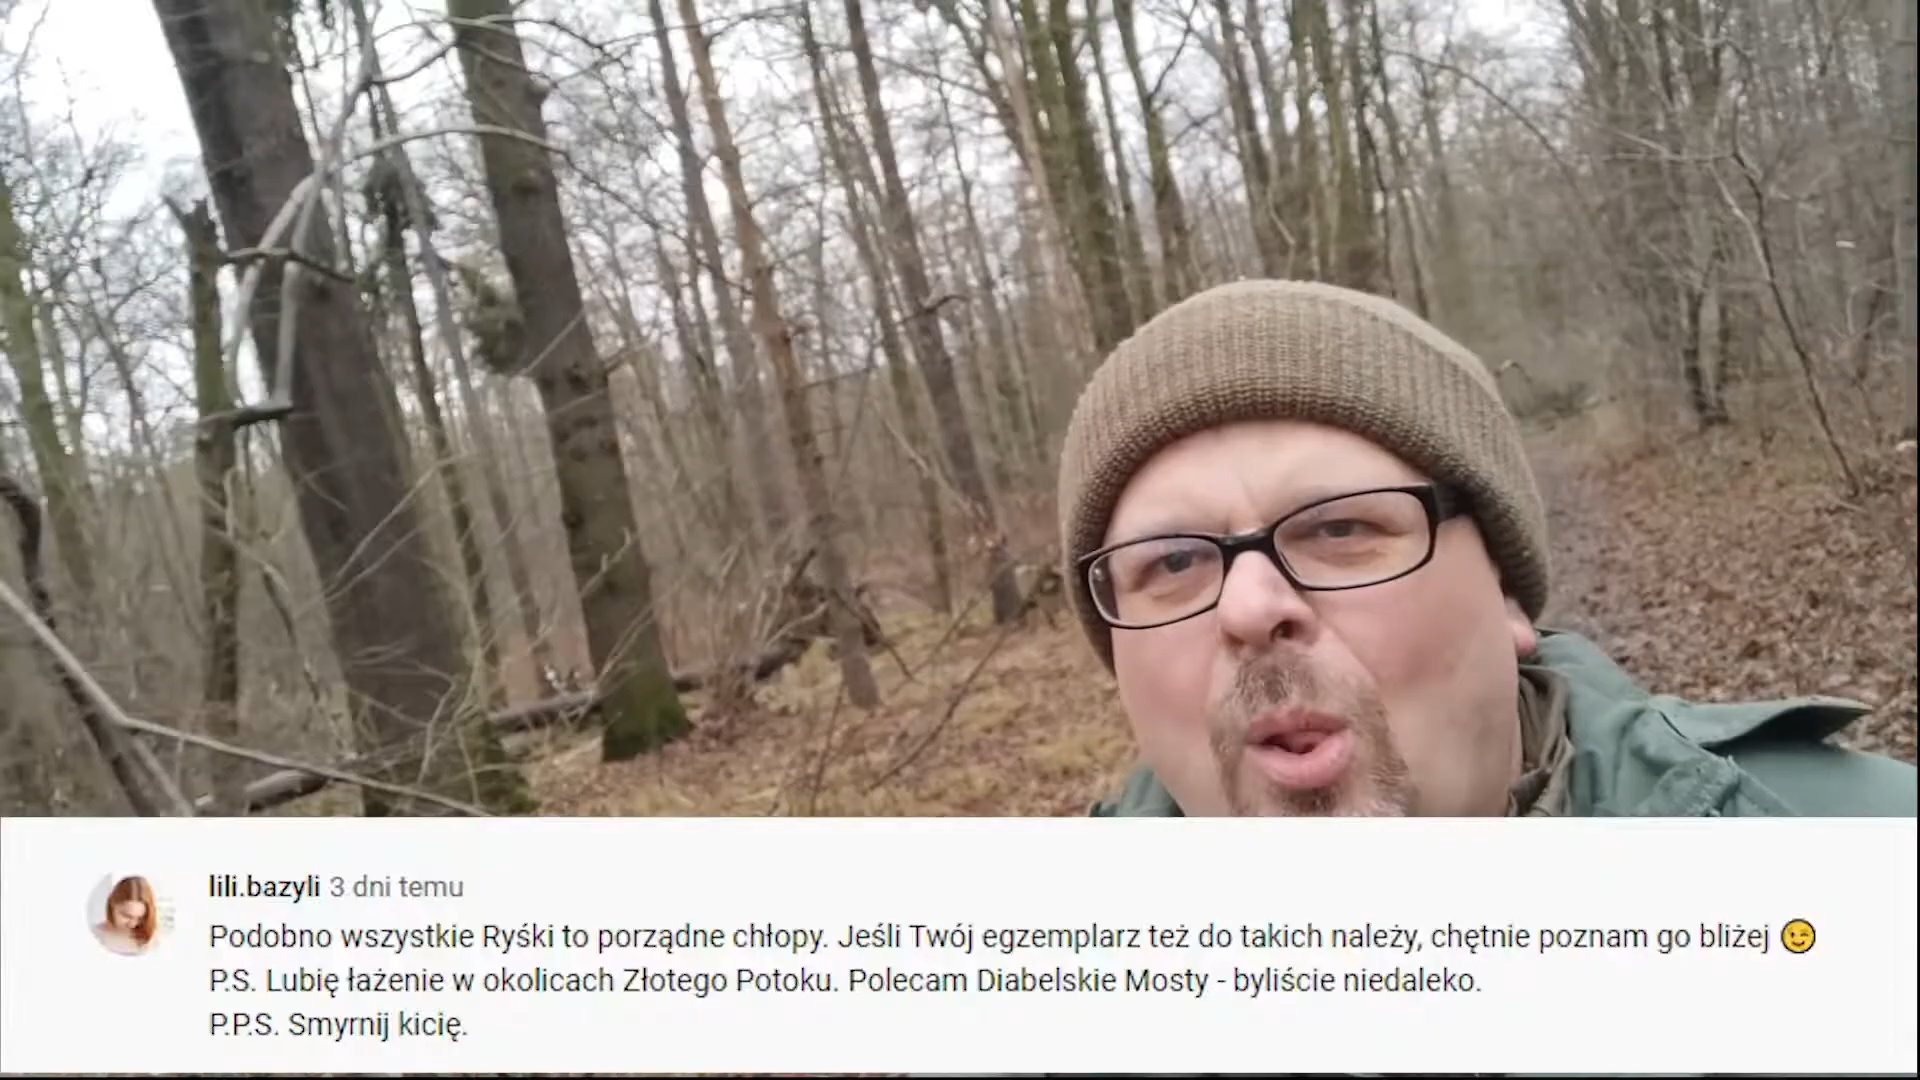 lili.bazyli 3 dni temu
Podobno wszystkie Ryśki to porządne chłopy. Jeśli Twój egzemplarz też do takich należy, chętnie poznam go bliżej 😉
P.S. Lubię łażenie w okolicach Złotego Potoku. Polecam Diabelskie Mosty - byliście niedaleko.
P.P.S. Smyrnij kicię.